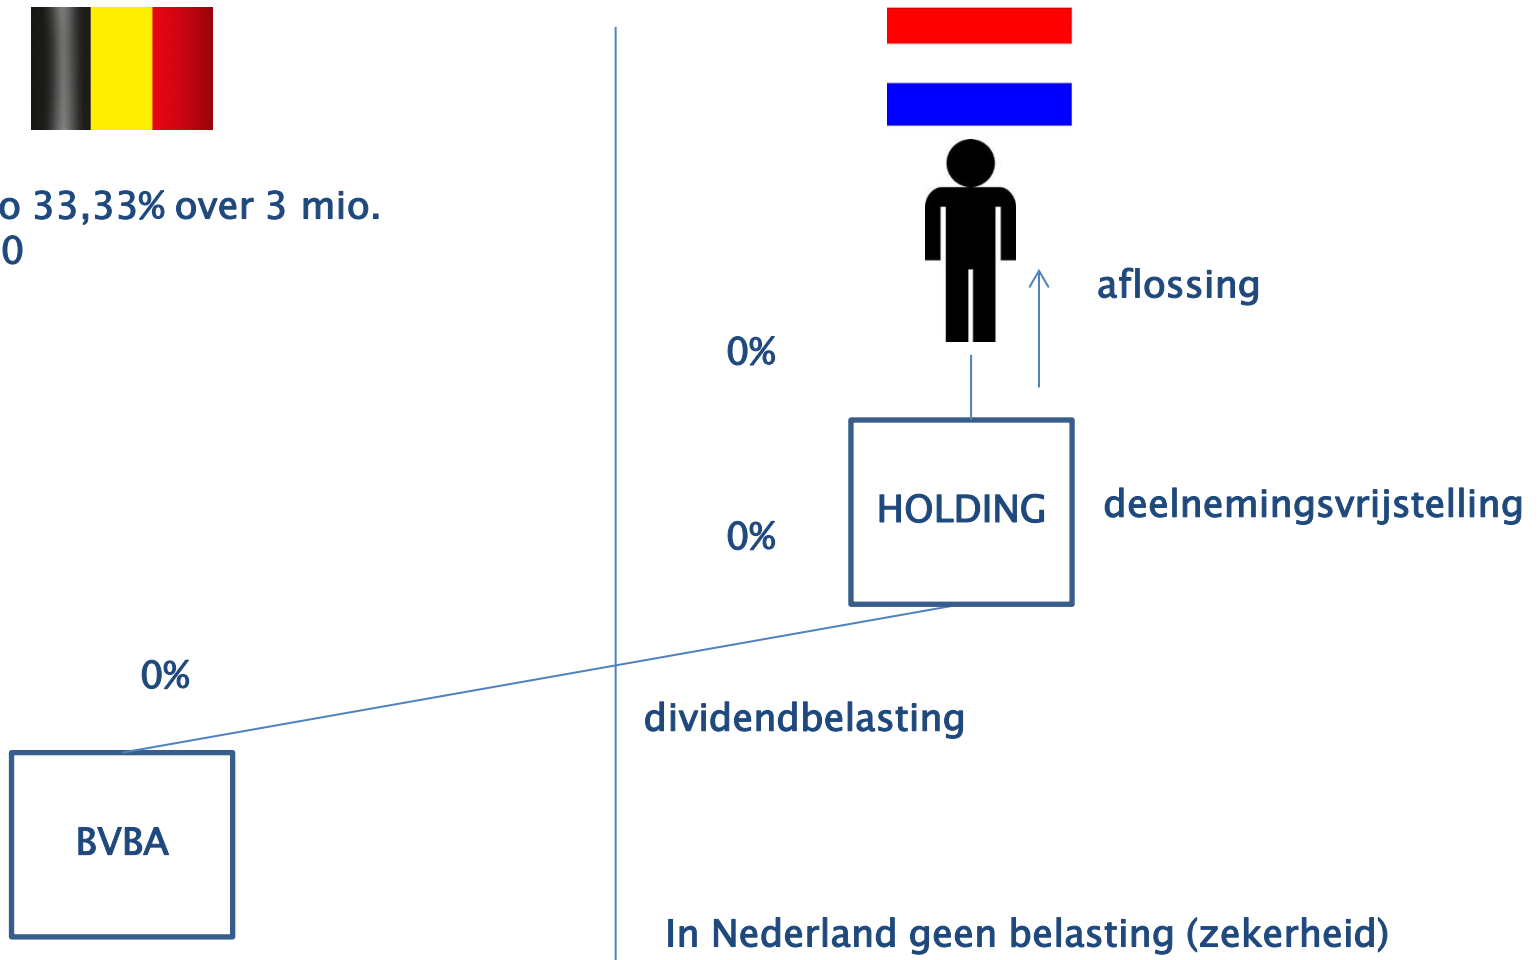 o 33,33% over 3 mio.
0
aflossing
0%
HOLDING
deelnemingsvrijstelling
0%
0%
dividendbelasting
BVBA
In Nederland geen belasting (zekerheid)